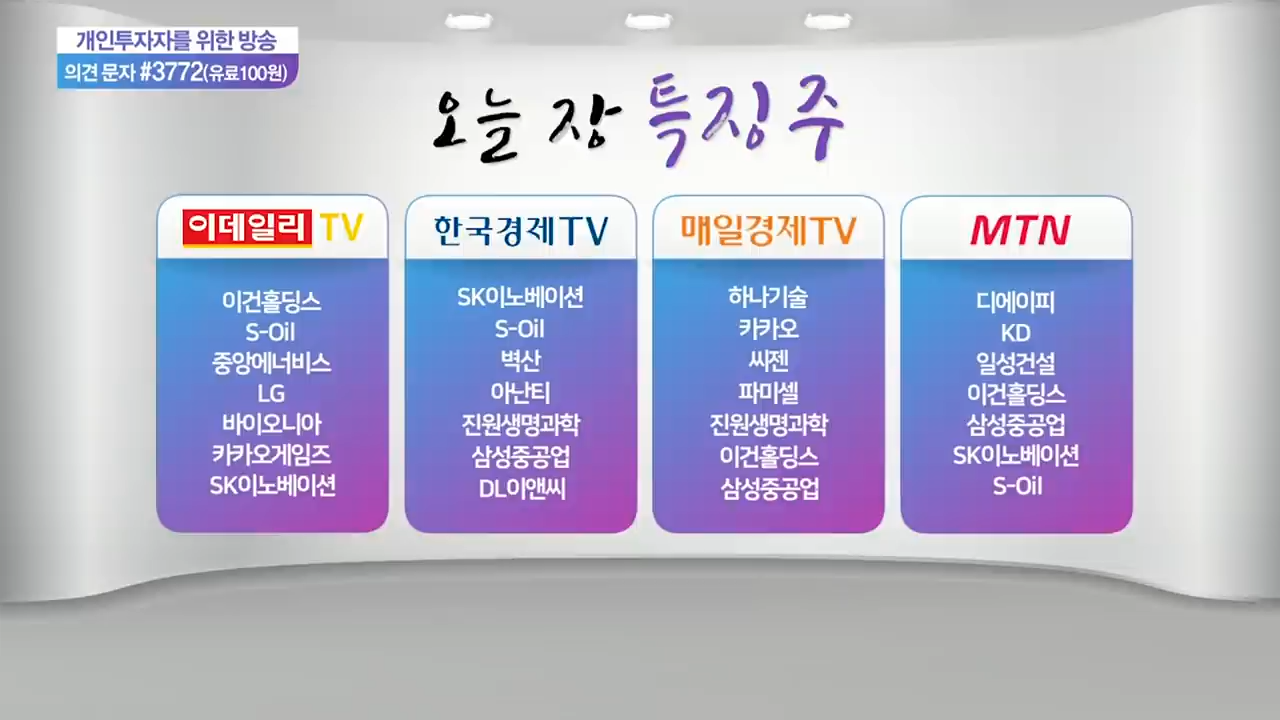 개인투자자를 위한 방송
의견 문자 #3772(유료100원)
오늘 장 특징주
이데일리 TV
이건홀딩스
S-Oil
중앙에너비스
LG
바이오니아
카카오게임즈
SK이노베이션
한국경제TV
SK이노베이션
S-Oil
벽산
아난티
진원생명과학
삼성중공업
DL이앤씨
매일경제TV
하나기술
카카오
씨젠
파미셀
진원생명과학
이건홀딩스
삼성중공업
MTN
디에이피
KD
일성건설
이건홀딩스
삼성중공업
SK이노베이션
S-Oil